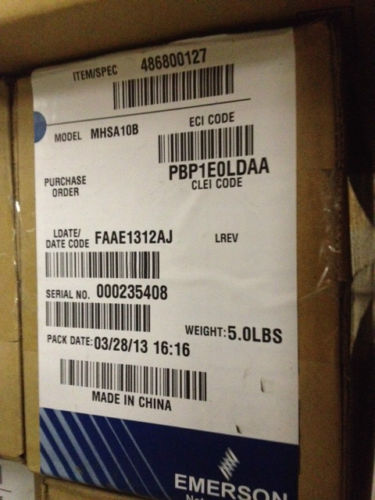 ITEM/SPEC 486800127
MODEL MHSA10B
ECI CODE
PBP1E0LDAA
CLEI CODE
PURCHASE
ORDER
LDATE/
DATE CODE FAAE1312AJ LREV
SERIAL NO. 000235408
WEIGHT: 5.0LBS
PACK DATE: 03/28/13 16:16
MADE IN CHINA
EMERSON